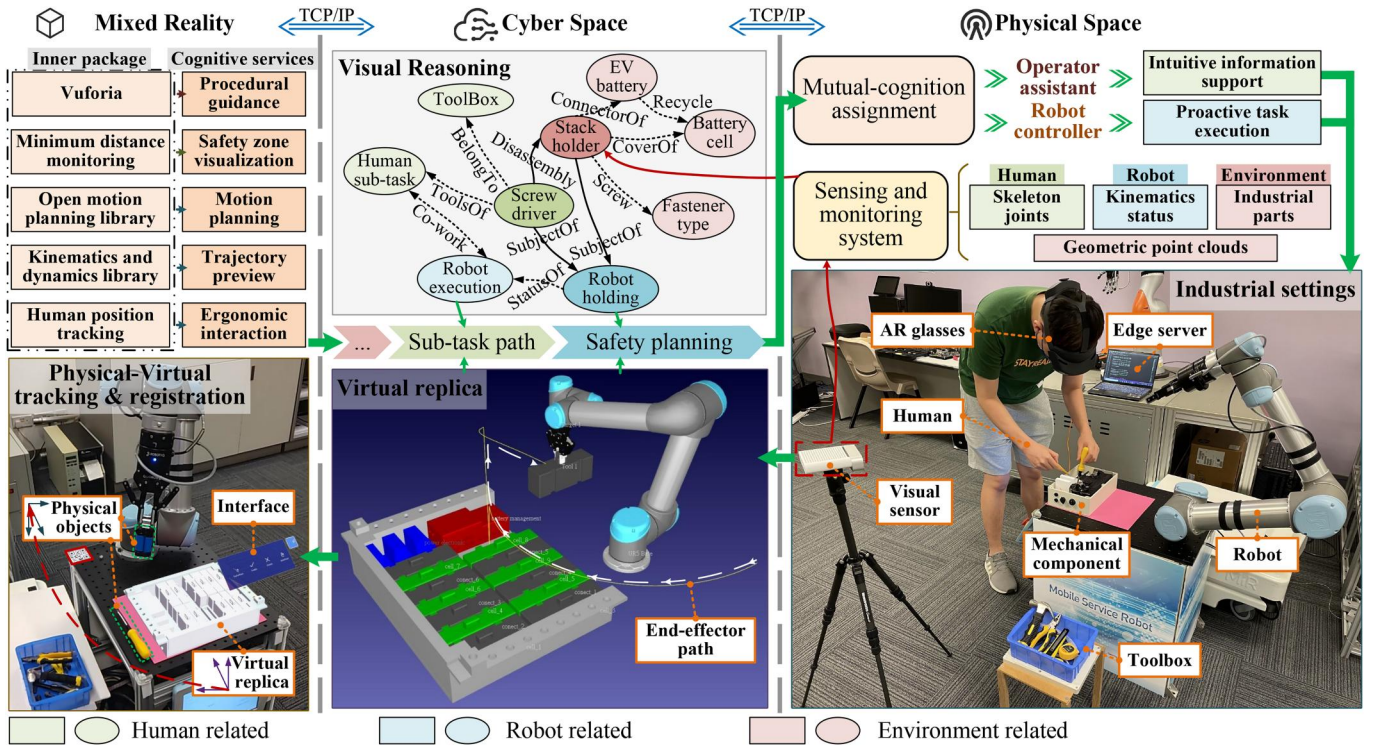 Mixed Reality
TCP/IP
Cyber Space
TCP/IP
Physical Space
Inner package
Cognitive services
Vuforia
Procedural
guidance
Minimum distance
monitoring
Safety zone
visualization
Open motion
planning library
Motion
planning
Kinematics and
dynamics library
Trajectory
preview
Human position
tracking
Ergonomic
interaction
Visual Reasoning
ToolBox
EV
battery
ConnectorOf
Recycle
Stack
holder
Battery
cell
CoverOf
BelongTo
Disassembly
Human
sub-task
ToolsOf
Screw
driver
Screw
Fastener
type
Co-work
SubjectOf
SubjectOf
Robot
execution
StatusOf
Robot
holding
...
Sub-task path
Safety planning
Mutual-cognition
assignment
Operator
assistant
Intuitive information
support
Robot
controller
Proactive task
execution
Sensing and
monitoring
system
Human
Robot
Environment
Skeleton
joints
Kinematics
status
Industrial
parts
Geometric point clouds
Physical-Virtual
tracking & registration
Physical
objects
Interface
Virtual
replica
Virtual replica
End-effector
path
Industrial settings
AR glasses
Edge server
STAYREAL
Human
Visual
sensor
Mechanical
component
Robot
Mobile Service Robot
Toolbox
Human related
Robot related
Environment related